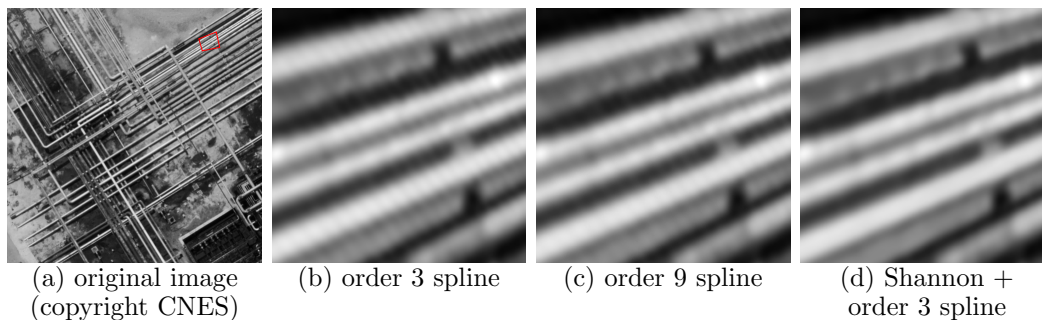 (a) original image
(copyright CNES)
(b) order 3 spline
(c) order 9 spline
(d) Shannon +
order 3 spline